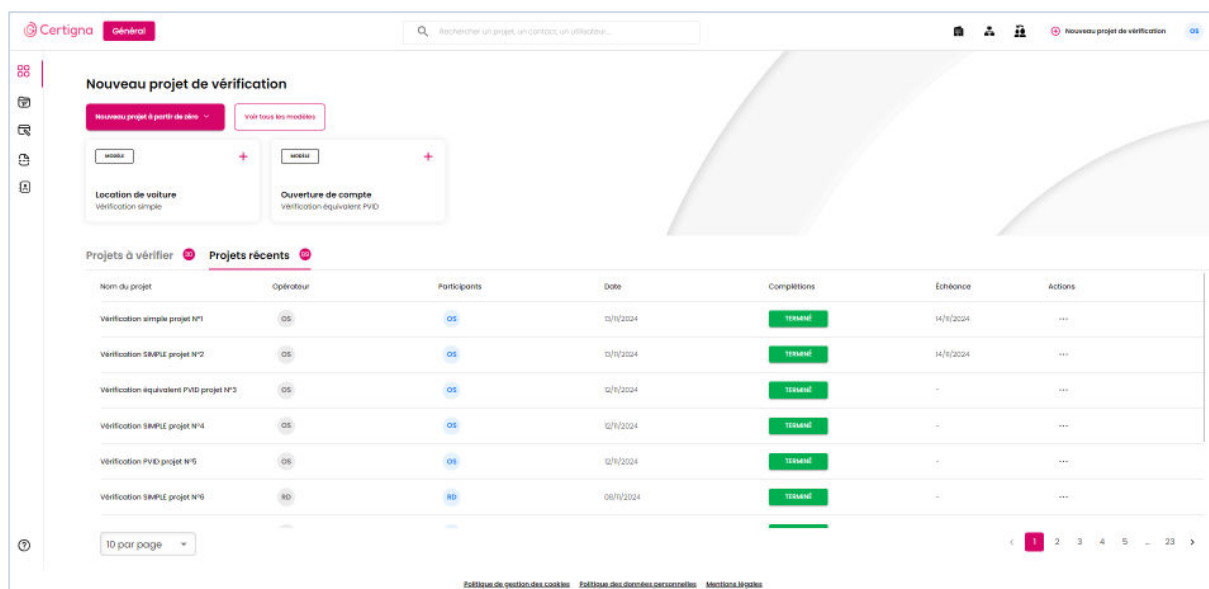 Certigna Général Rechercher un projet, un contact, un utilisateur... Nouveau projet de vérification OS
Nouveau projet de vérification
Nouveau projet à partir de zéro Voir tous les modèles
MODÈLE + MODÈLE +
Location de voiture Ouverture de compte
Vérification simple Vérification équivalent PVID
Projets à vérifier Projets récents
Nom du projet Opérateur Participants Date Complétions Échéance Actions
Vérification simple projet N°1 OS OS 13/11/2024 TERMINÉ 14/11/2024 ...
Vérification SIMPLE projet N°2 OS OS 13/11/2024 TERMINÉ 14/11/2024 ...
Vérification équivalent PVID projet N°3 OS OS 12/11/2024 TERMINÉ - ...
Vérification SIMPLE projet N°4 OS OS 12/11/2024 TERMINÉ - ...
Vérification PVID projet N°5 OS OS 12/11/2024 TERMINÉ - ...
Vérification SIMPLE projet N°6 RD RD 08/11/2024 TERMINÉ - ...
10 par page < 1 2 3 4 5 ... 23 >
Politique de gestion des cookies Politique des données personnelles Mentions légales